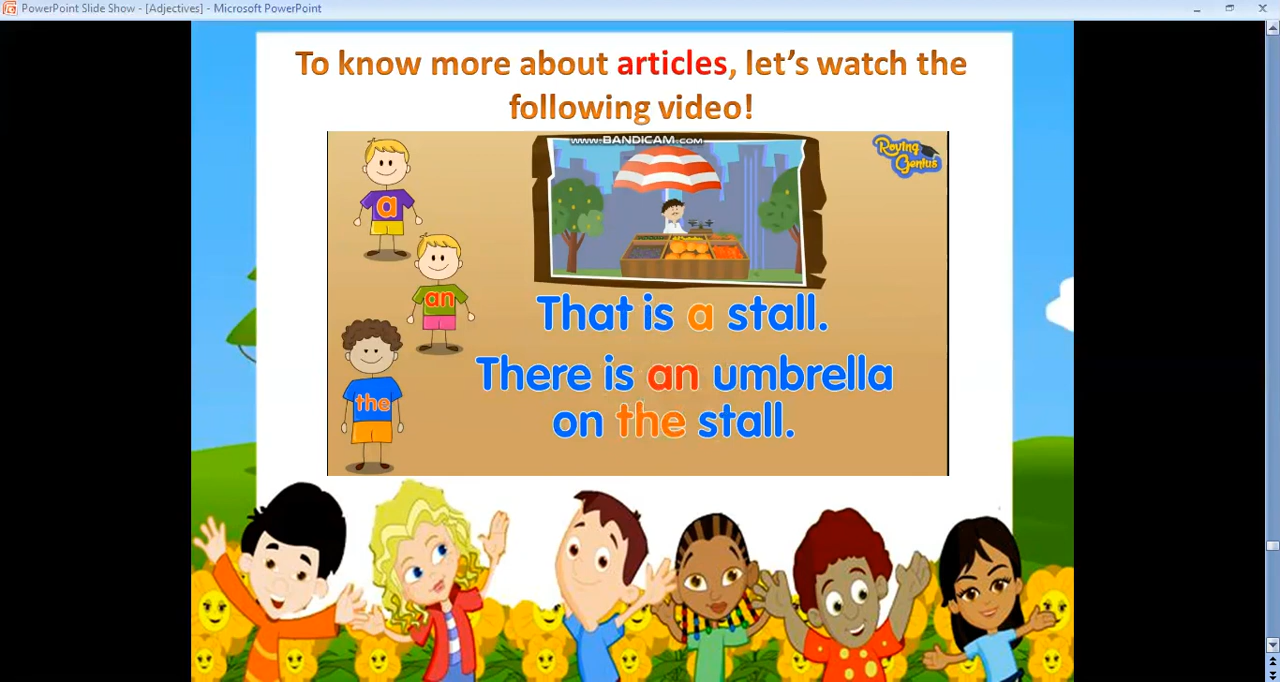 PowerPoint Slide Show - [Adjectives] - Microsoft PowerPoint
To know more about articles, let's watch the
following video!
www.BANDICAM.com
Roving
Genius
a
an
the
That is a stall.
There is an umbrella
on the stall.